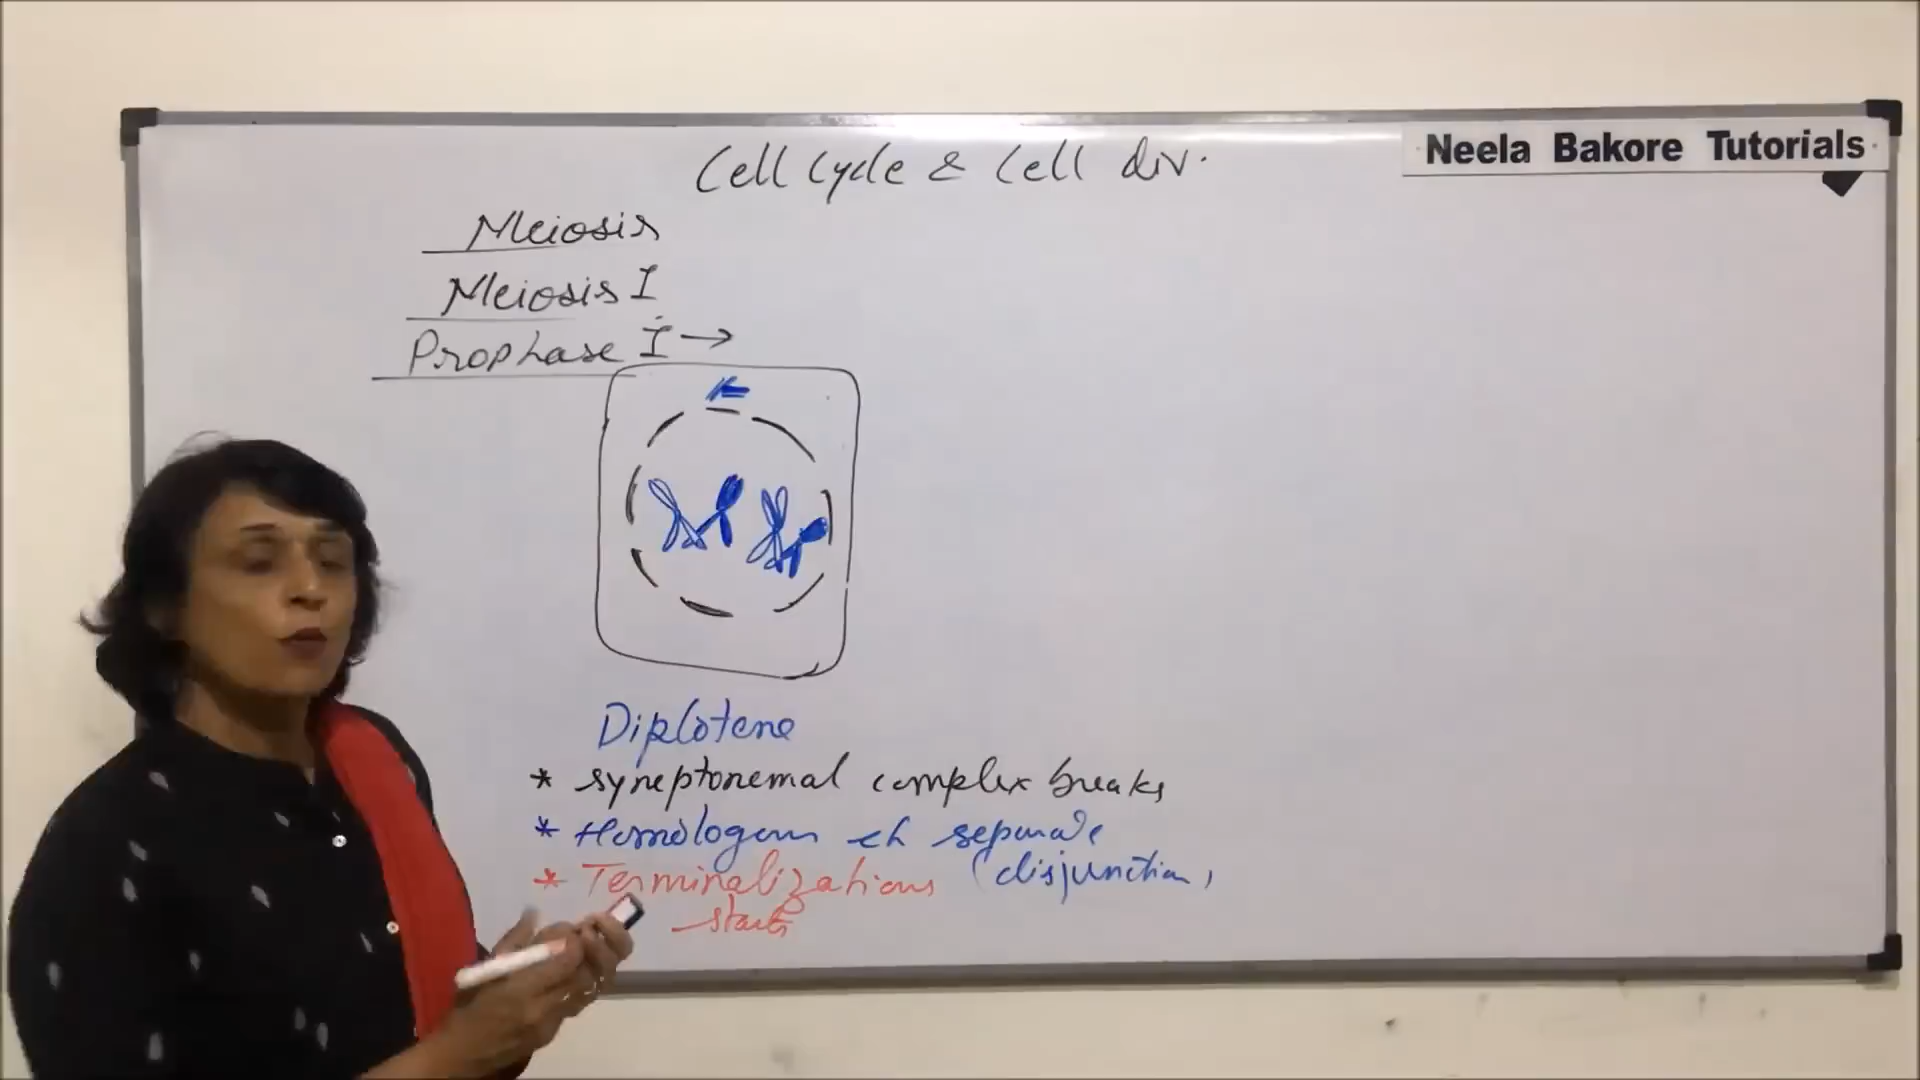 Neela Bakore Tutorials
Cell Cycle & Cell div.
Meiosis
Meiosis I
Prophase I →
Diplotene
* syneptonemal complex breaks
* Homologous ch separate
(disjunction)
* Terminalizations
starts